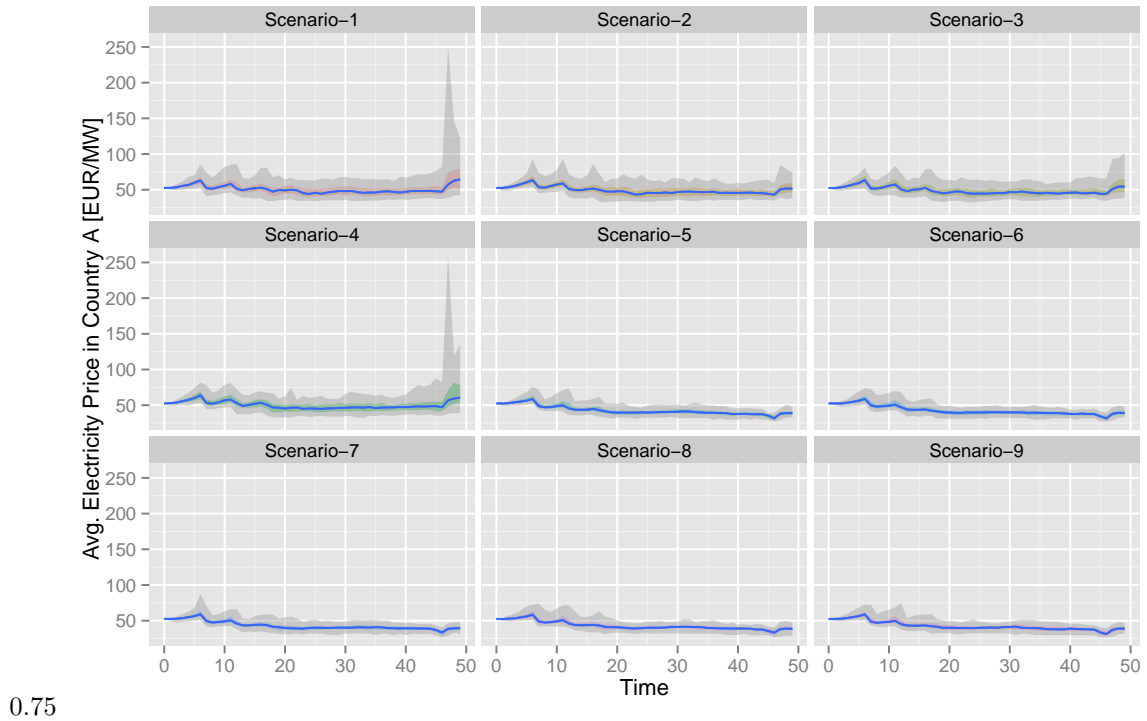 Scenario−1 Scenario−2 Scenario−3
250
200
150
100
50
Scenario−4 Scenario−5 Scenario−6
250
200
150
100
50
Scenario−7 Scenario−8 Scenario−9
250
200
150
100
50
0 10 20 30 40 50 0 10 20 30 40 50 0 10 20 30 40 50
Time
Avg. Electricity Price in Country A [EUR/MW]
0.75